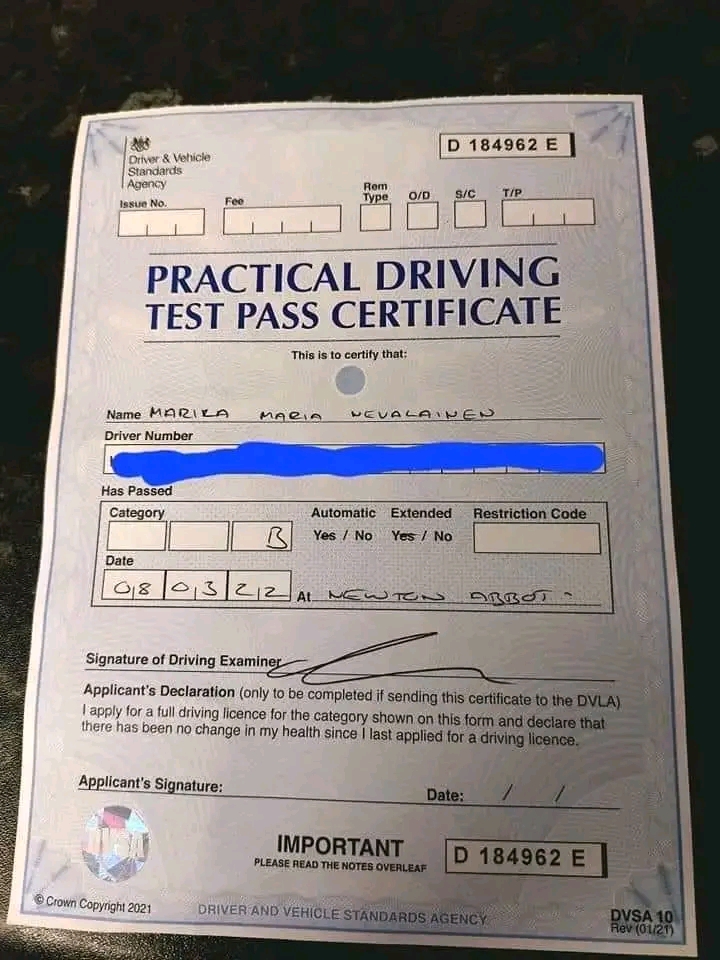 Driver & Vehicle
Standards
Agency
D 184962 E
Issue No. Fee Rem Type O/D S/C T/P
PRACTICAL DRIVING
TEST PASS CERTIFICATE
This is to certify that:
Name MARIKA MARIA NEVALAINEN
Driver Number
Has Passed
Category Automatic Extended Restriction Code
B Yes / No Yes / No
Date
08 03 22 At NEWTON ABBOT
Signature of Driving Examiner
Applicant's Declaration (only to be completed if sending this certificate to the DVLA)
I apply for a full driving licence for the category shown on this form and declare that
there has been no change in my health since I last applied for a driving licence.
Applicant's Signature: Date: / /
IMPORTANT
PLEASE READ THE NOTES OVERLEAF
D 184962 E
© Crown Copyright 2021
DRIVER AND VEHICLE STANDARDS AGENCY
DVSA 10
Rev (01/21)